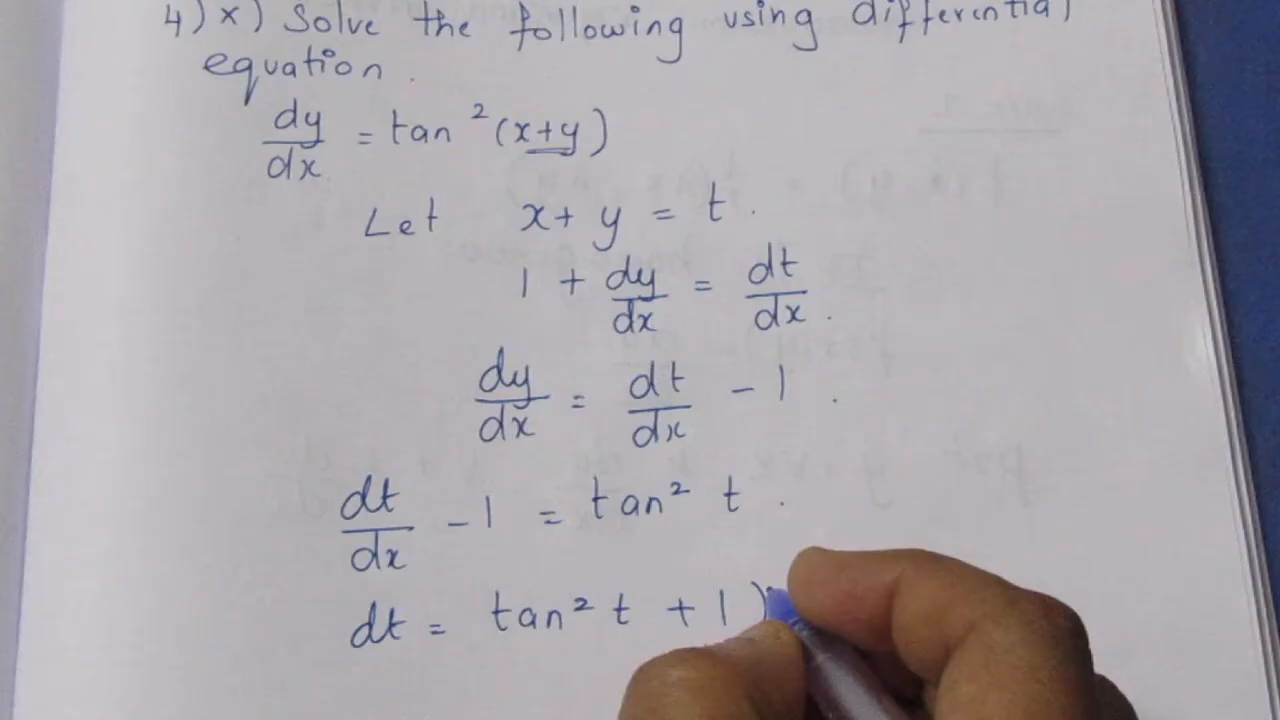 4) x) Solve the following using differential
equation.
dy/dx = tan² (x+y)
Let x+ y = t.
1 + dy/dx = dt/dx.
dy/dx = dt/dx - 1.
dt/dx - 1 = tan² t.
dt = tan² t + 1)